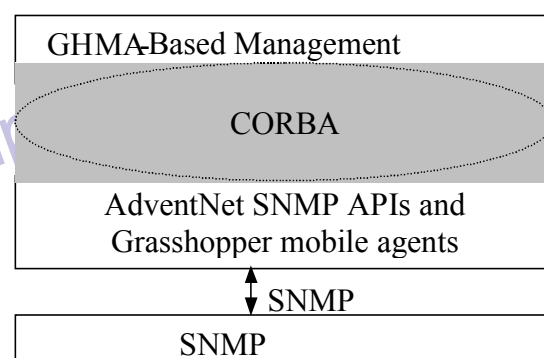 GHMA-Based Management
CORBA
AdventNet SNMP APIs and
Grasshopper mobile agents
SNMP
SNMP